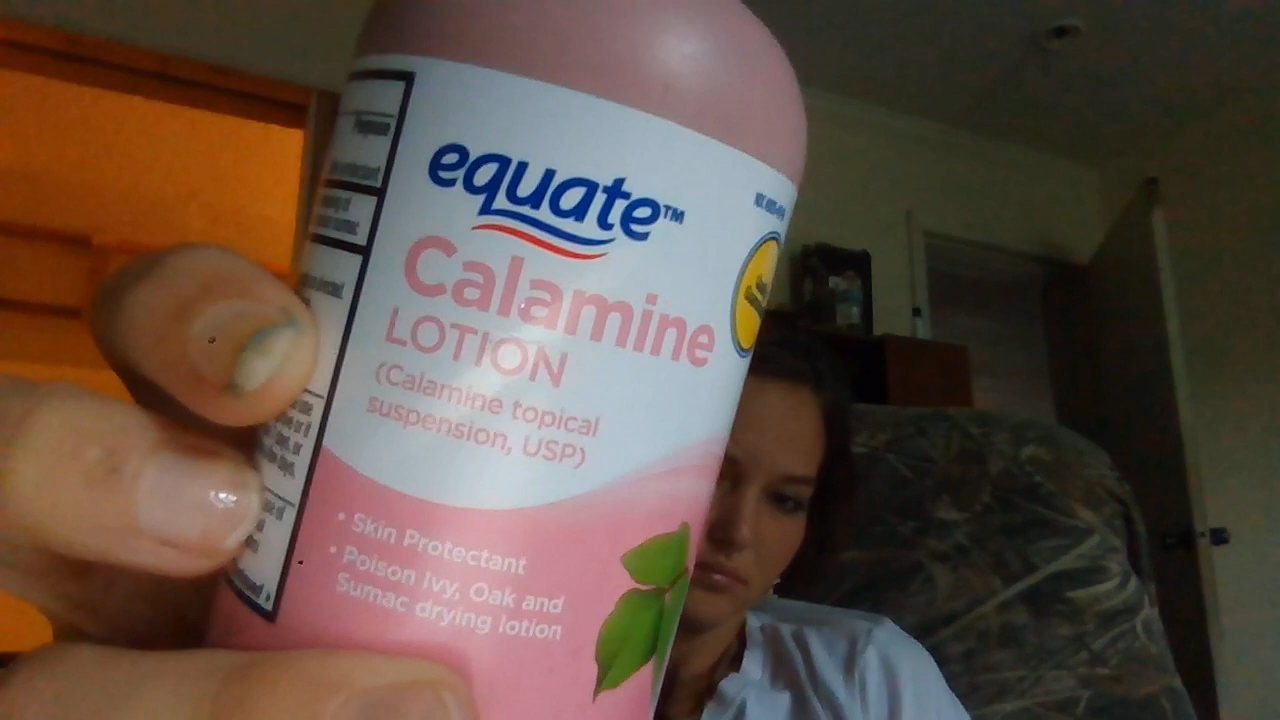 equate™
Calamine
LOTION
(Calamine topical
suspension, USP)
• Skin Protectant
• Poison Ivy, Oak and
Sumac drying lotion